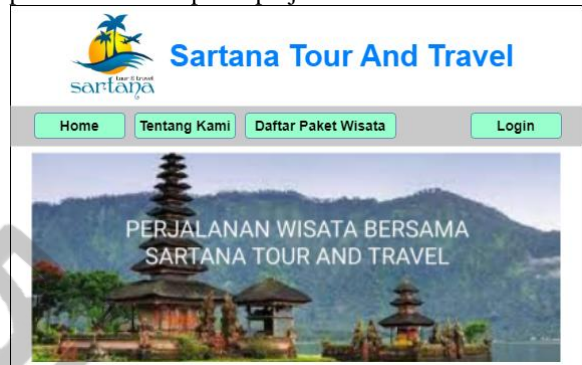 tour & travel
sartana
Sartana Tour And Travel
Home
Tentang Kami
Daftar Paket Wisata
Login
PERJALANAN WISATA BERSAMA
SARTANA TOUR AND TRAVEL